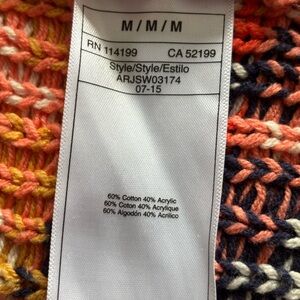 M / M / M
RN 114199 CA 52199
Style/Style/Estilo
ARJSW03174
07-15
60% Cotton 40% Acrylic
60% Coton 40% Acrylique
60% Algodón 40% Acrílico